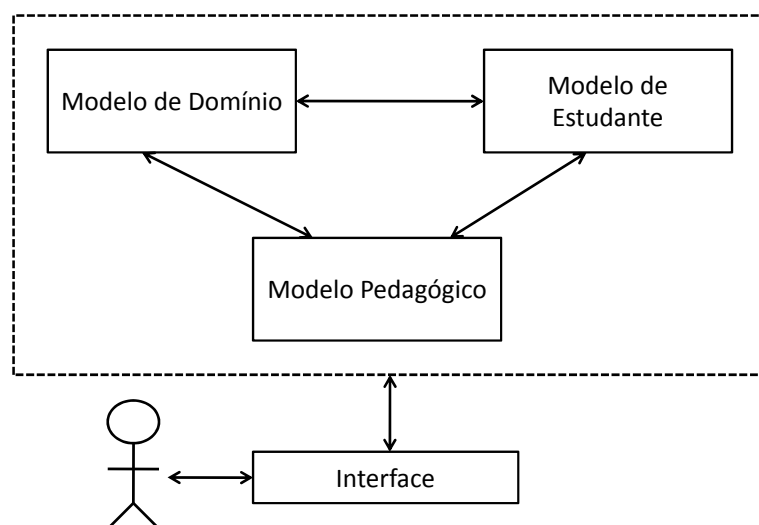 Modelo de Domínio
Modelo de
Estudante
Modelo Pedagógico
Interface